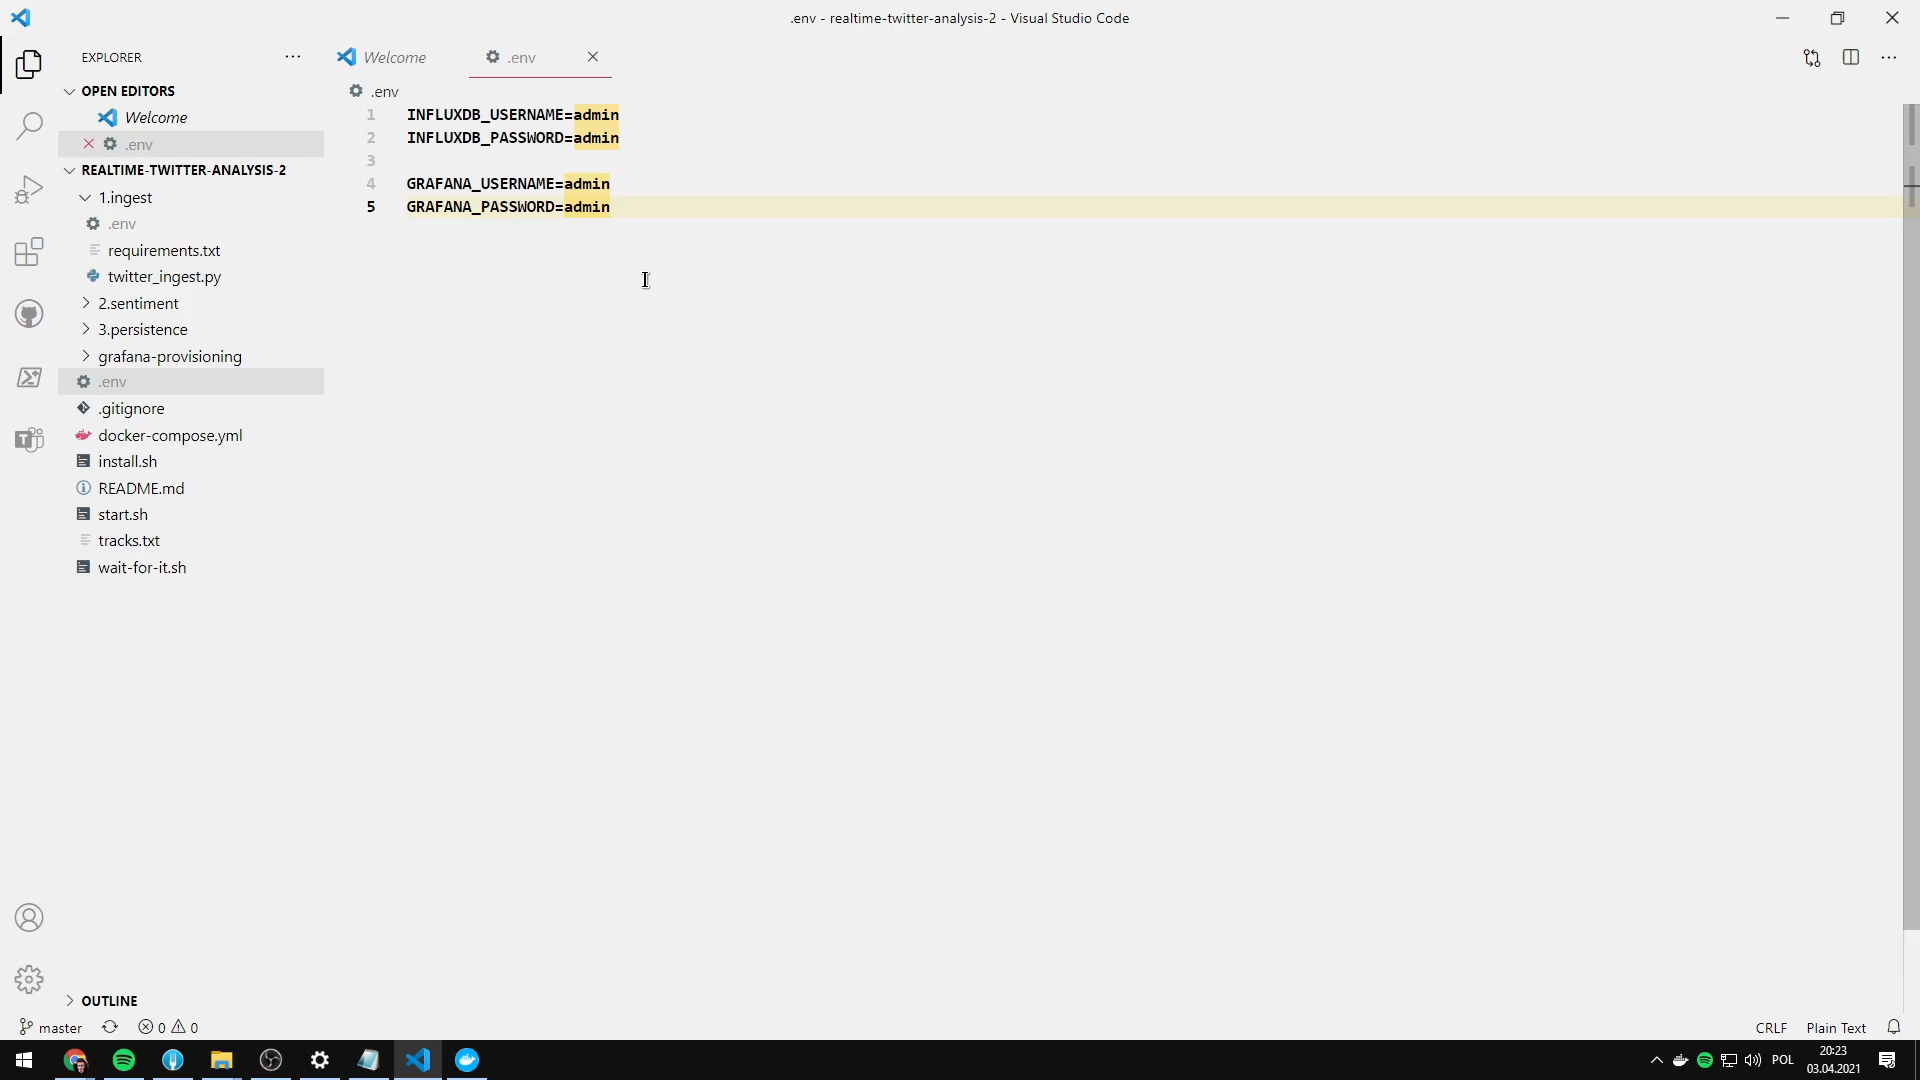 .env - realtime-twitter-analysis-2 - Visual Studio Code
EXPLORER
Welcome
.env
OPEN EDITORS
Welcome
.env
REALTIME-TWITTER-ANALYSIS-2
1.ingest
.env
requirements.txt
twitter_ingest.py
2.sentiment
3.persistence
grafana-provisioning
.env
.gitignore
docker-compose.yml
install.sh
README.md
start.sh
tracks.txt
wait-for-it.sh
OUTLINE
.env
1 INFLUXDB_USERNAME=admin
2 INFLUXDB_PASSWORD=admin
3
4 GRAFANA_USERNAME=admin
5 GRAFANA_PASSWORD=admin
master 0 0
CRLF Plain Text
POL
20:23
03.04.2021